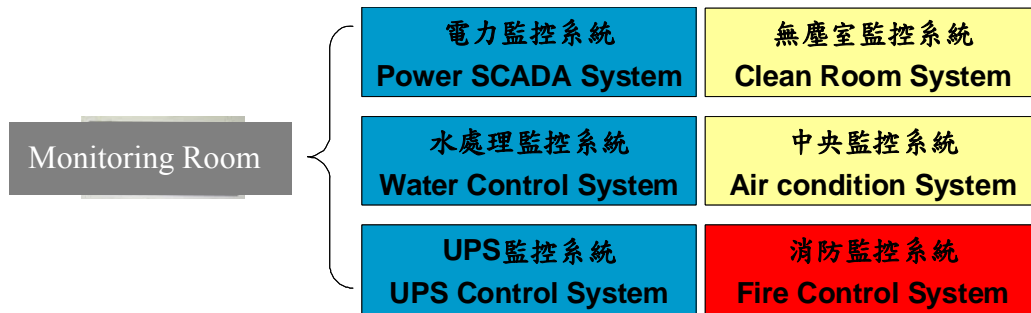 Monitoring Room
電力監控系統
Power SCADA System
無塵室監控系統
Clean Room System
水處理監控系統
Water Control System
中央監控系統
Air condition System
UPS監控系統
UPS Control System
消防監控系統
Fire Control System